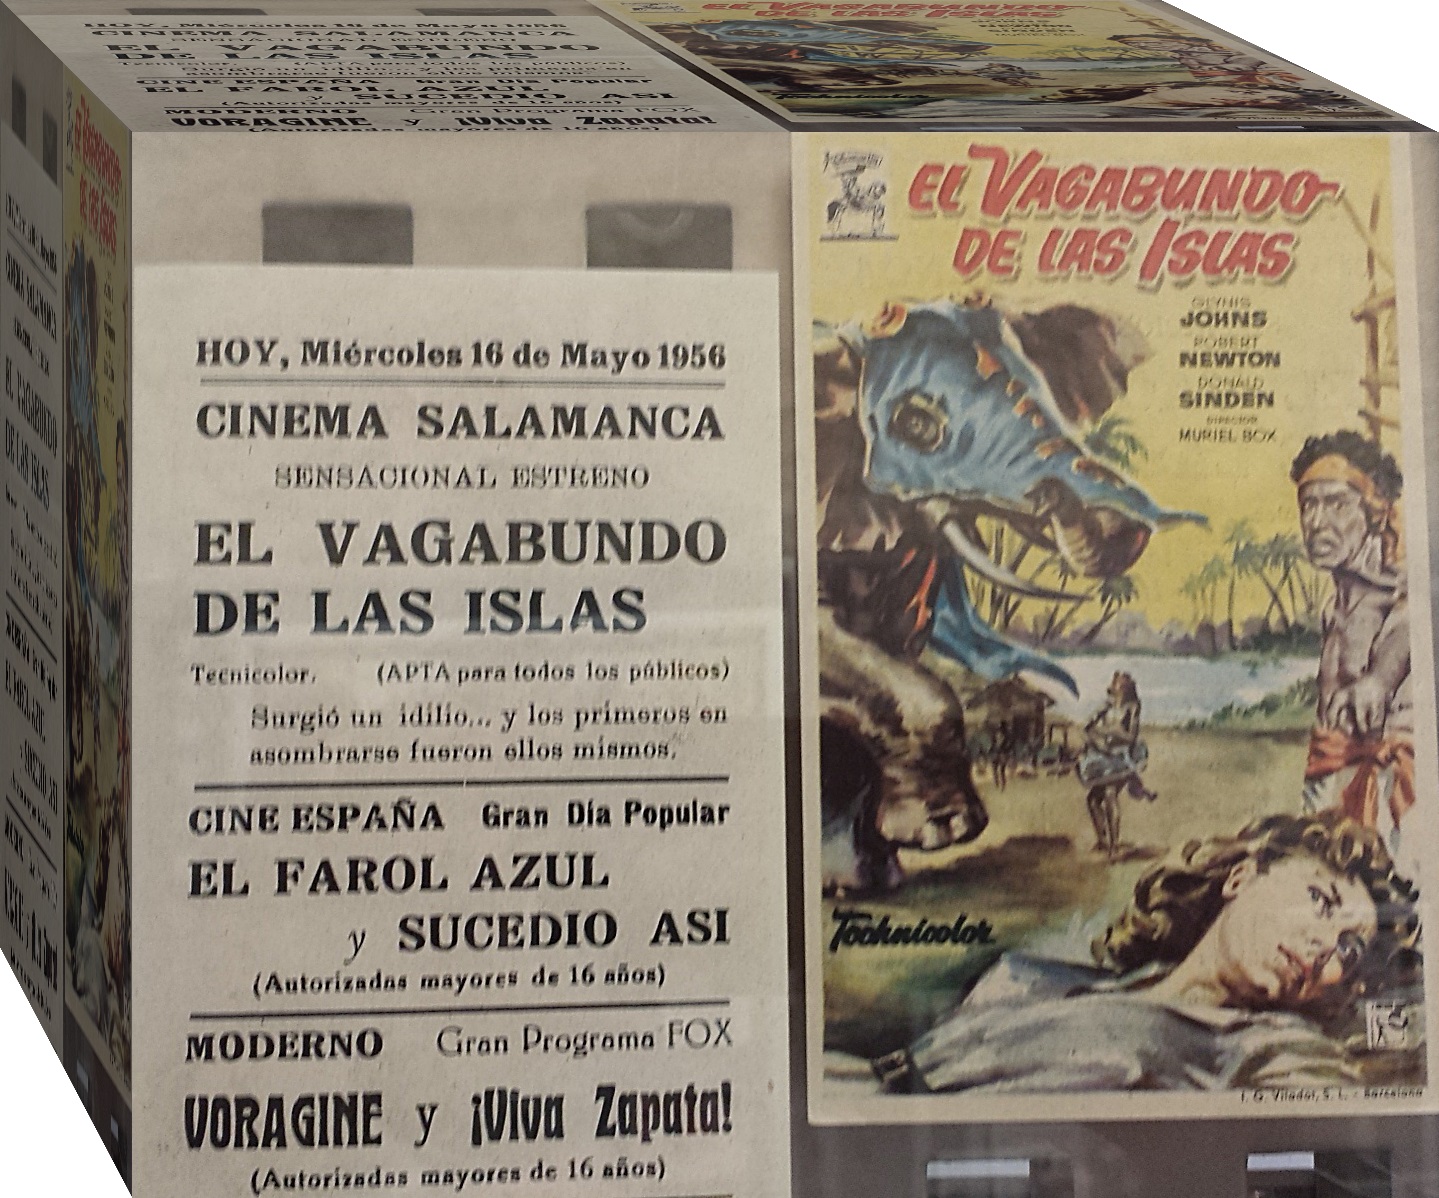 HOY, Miércoles 16 de Mayo 1956
CINEMA SALAMANCA
SENSACIONAL ESTRENO
EL VAGABUNDO
DE LAS ISLAS
Tecnicolor. (APTA para todos los públicos)
Surgió un idilio... y los primeros en
asombrarse fueron ellos mismos.
CINE ESPAÑA Gran Día Popular
EL FAROL AZUL
y SUCEDIO ASI
(Autorizadas mayores de 16 años)
MODERNO Gran Programa FOX
VORAGINE y ¡Viva Zapata!
(Autorizadas mayores de 16 años)
EL VAGABUNDO
DE LAS ISLAS
GLYNIS
JOHNS
ROBERT
NEWTON
DONALD
SINDEN
DIRECTOR
MURIEL BOX
Technicolor
I. G. Viladot, S. L. - Barcelona